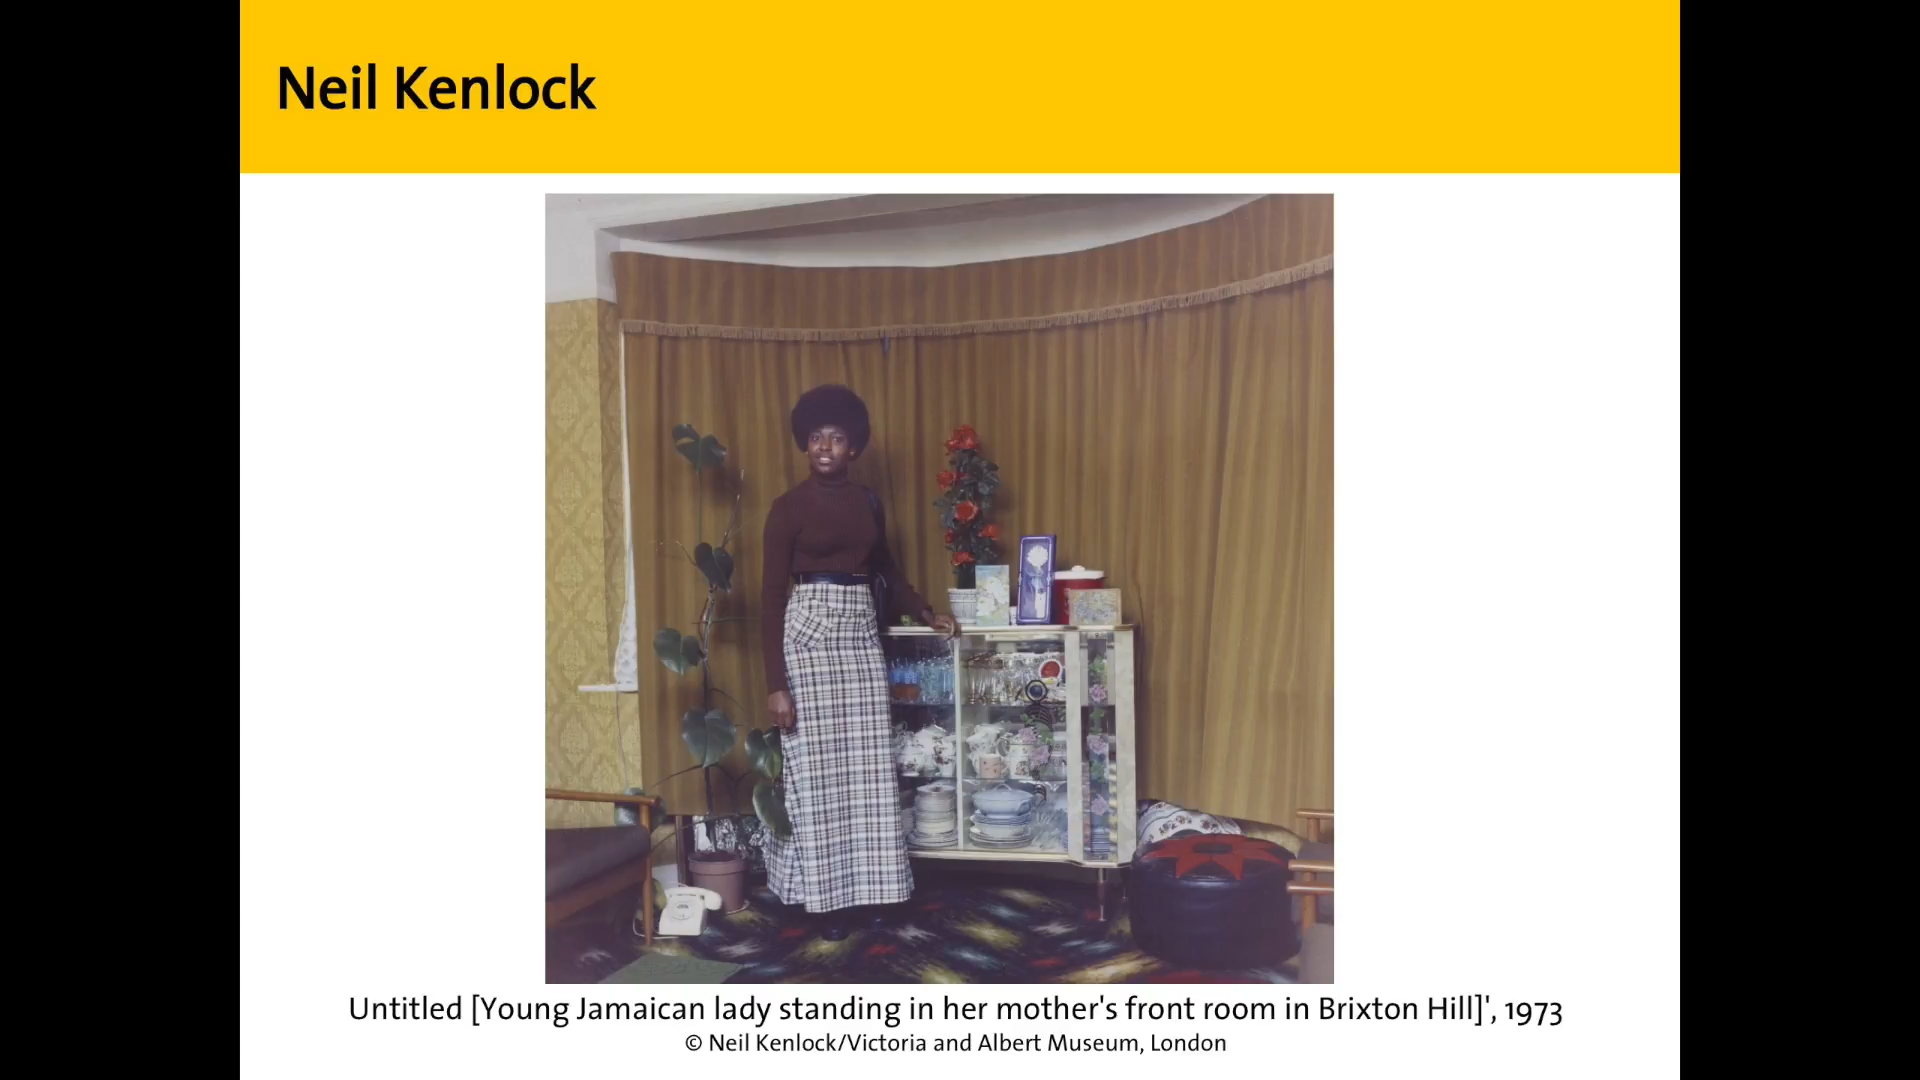 Neil Kenlock
Untitled [Young Jamaican lady standing in her mother's front room in Brixton Hill]', 1973
© Neil Kenlock/Victoria and Albert Museum, London